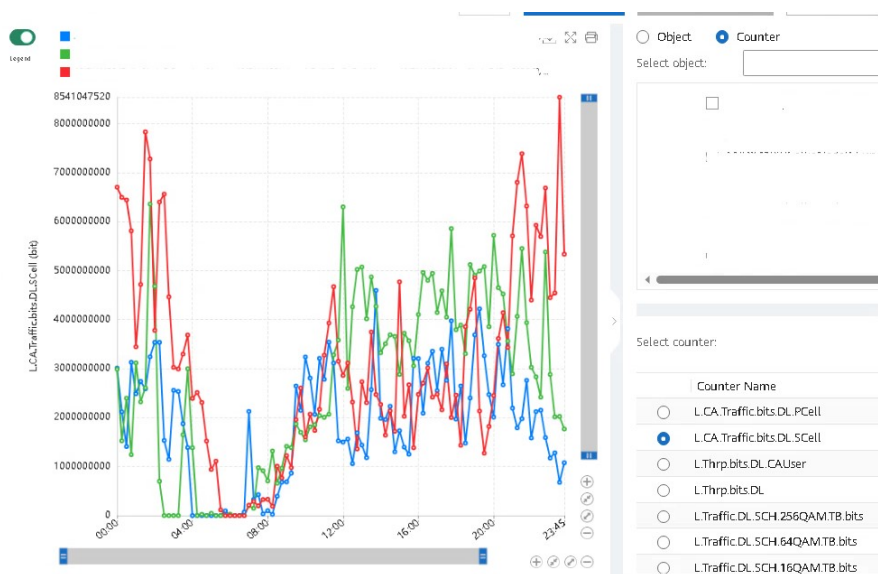 Legend
Object
Counter
Select object:
8541047520
8000000000
7000000000
6000000000
5000000000
4000000000
3000000000
2000000000
1000000000
0
L.CA.Traffic.bits.DL.SCell (bit)
00:00
04:00
08:00
12:00
16:00
20:00
23:45
Select counter:
Counter Name
L.CA.Traffic.bits.DL.PCell
L.CA.Traffic.bits.DL.SCell
L.Thrp.bits.DL.CAUser
L.Thrp.bits.DL
L.Traffic.DL.SCH.256QAM.TB.bits
L.Traffic.DL.SCH.64QAM.TB.bits
L.Traffic.DL.SCH.16QAM.TB.bits